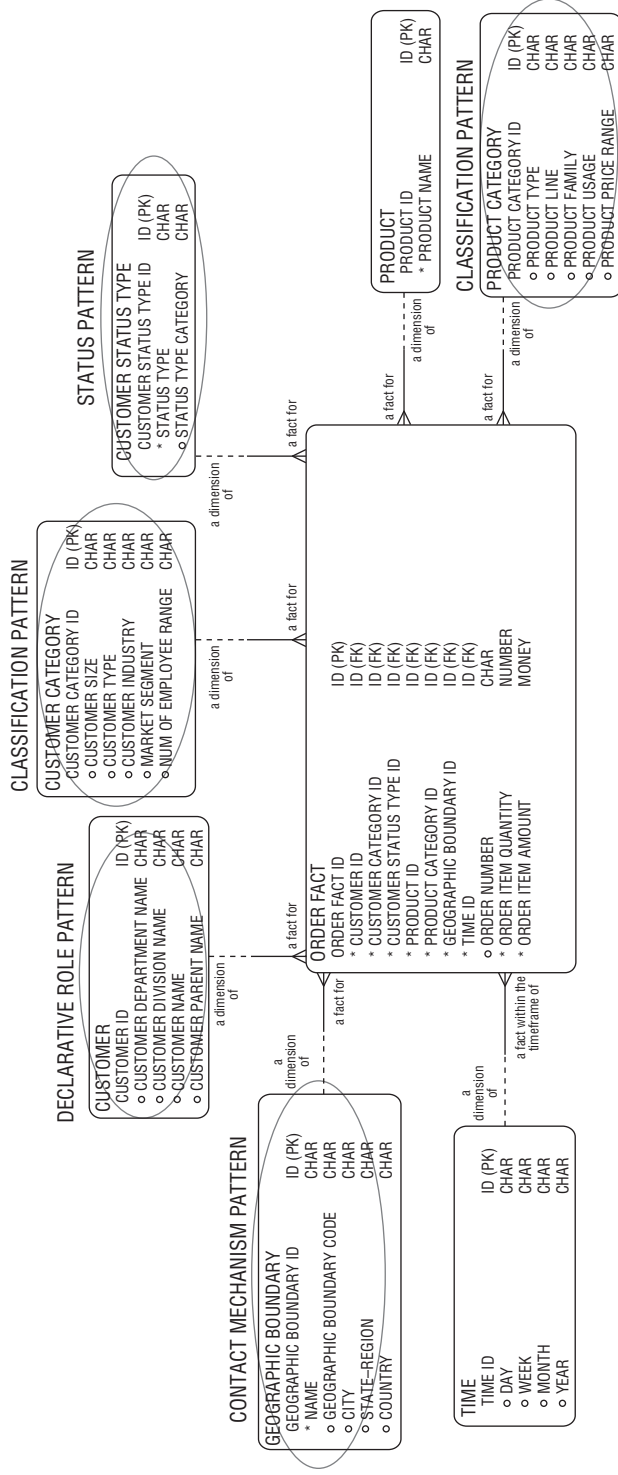 DECLARATIVE ROLE PATTERN
CUSTOMER
CUSTOMER ID ID (PK)
o CUSTOMER DEPARTMENT NAME CHAR
o CUSTOMER DIVISION NAME CHAR
o CUSTOMER NAME CHAR
o CUSTOMER PARENT NAME CHAR
a dimension
of
a fact for
CLASSIFICATION PATTERN
CUSTOMER CATEGORY
CUSTOMER CATEGORY ID ID (PK)
o CUSTOMER SIZE CHAR
o CUSTOMER TYPE CHAR
o CUSTOMER INDUSTRY CHAR
o MARKET SEGMENT CHAR
o NUM OF EMPLOYEE RANGE CHAR
a dimension
of
a fact for
STATUS PATTERN
CUSTOMER STATUS TYPE
CUSTOMER STATUS TYPE ID ID (PK)
* STATUS TYPE CHAR
o STATUS TYPE CATEGORY CHAR
a dimension
of
a fact for
CONTACT MECHANISM PATTERN
GEOGRAPHIC BOUNDARY
GEOGRAPHIC BOUNDARY ID ID (PK)
* NAME CHAR
o GEOGRAPHIC BOUNDARY CODE CHAR
o CITY CHAR
o STATE–REGION CHAR
o COUNTRY CHAR
a
dimension
of
a fact for
ORDER FACT
ORDER FACT ID ID (PK)
* CUSTOMER ID ID (FK)
* CUSTOMER CATEGORY ID ID (FK)
* CUSTOMER STATUS TYPE ID ID (FK)
* PRODUCT ID ID (FK)
* PRODUCT CATEGORY ID ID (FK)
* GEOGRAPHIC BOUNDARY ID ID (FK)
* TIME ID ID (FK)
o ORDER NUMBER CHAR
* ORDER ITEM QUANTITY NUMBER
* ORDER ITEM AMOUNT MONEY
a fact for
a dimension
of
PRODUCT
PRODUCT ID ID (PK)
* PRODUCT NAME CHAR
TIME
TIME ID ID (PK)
o DAY CHAR
o WEEK CHAR
o MONTH CHAR
o YEAR CHAR
a
dimension
of
a fact within the
timeframe of
a fact for
a dimension
of
CLASSIFICATION PATTERN
PRODUCT CATEGORY
PRODUCT CATEGORY ID ID (PK)
o PRODUCT TYPE CHAR
o PRODUCT LINE CHAR
o PRODUCT FAMILY CHAR
o PRODUCT USAGE CHAR
o PRODUCT PRICE RANGE CHAR